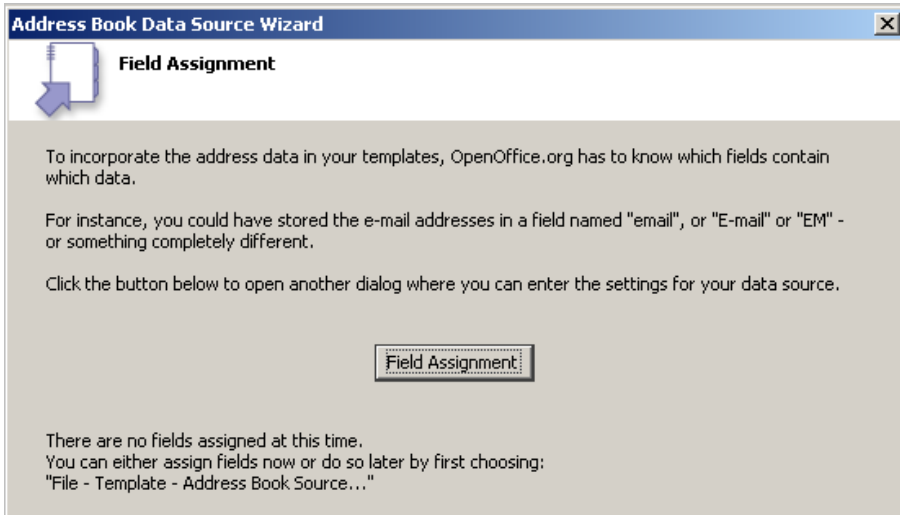 Address Book Data Source Wizard
Field Assignment
To incorporate the address data in your templates, OpenOffice.org has to know which fields contain
which data.
For instance, you could have stored the e-mail addresses in a field named "email", or "E-mail" or "EM" -
or something completely different.
Click the button below to open another dialog where you can enter the settings for your data source.
Field Assignment
There are no fields assigned at this time.
You can either assign fields now or do so later by first choosing:
"File - Template - Address Book Source..."